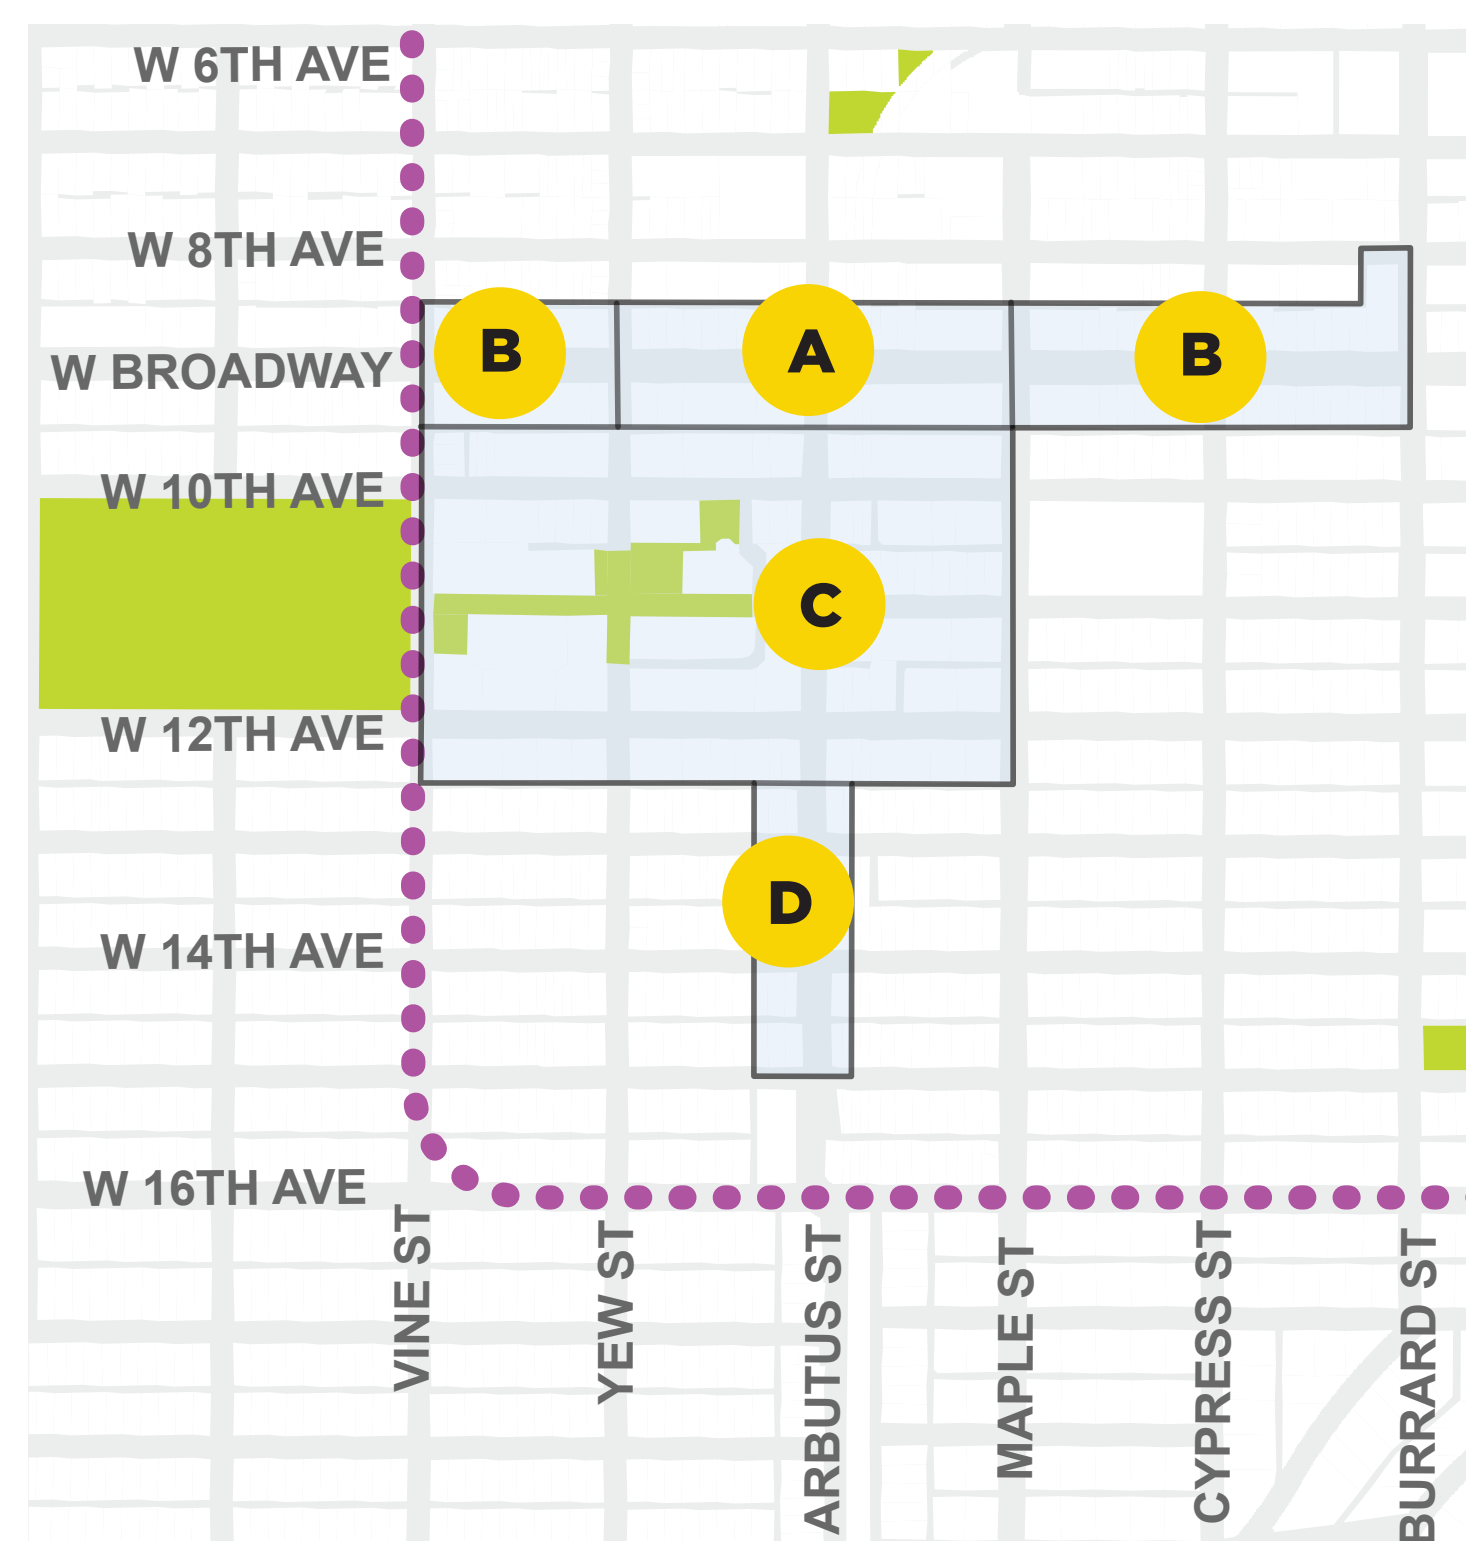 W 6TH AVE
W 8TH AVE
B
A
B
W BROADWAY
W 10TH AVE
C
W 12TH AVE
D
W 14TH AVE
W 16TH AVE
VINE ST
YEW ST
ARBUTUS ST
MAPLE ST
CYPRESS ST
BURRARD ST